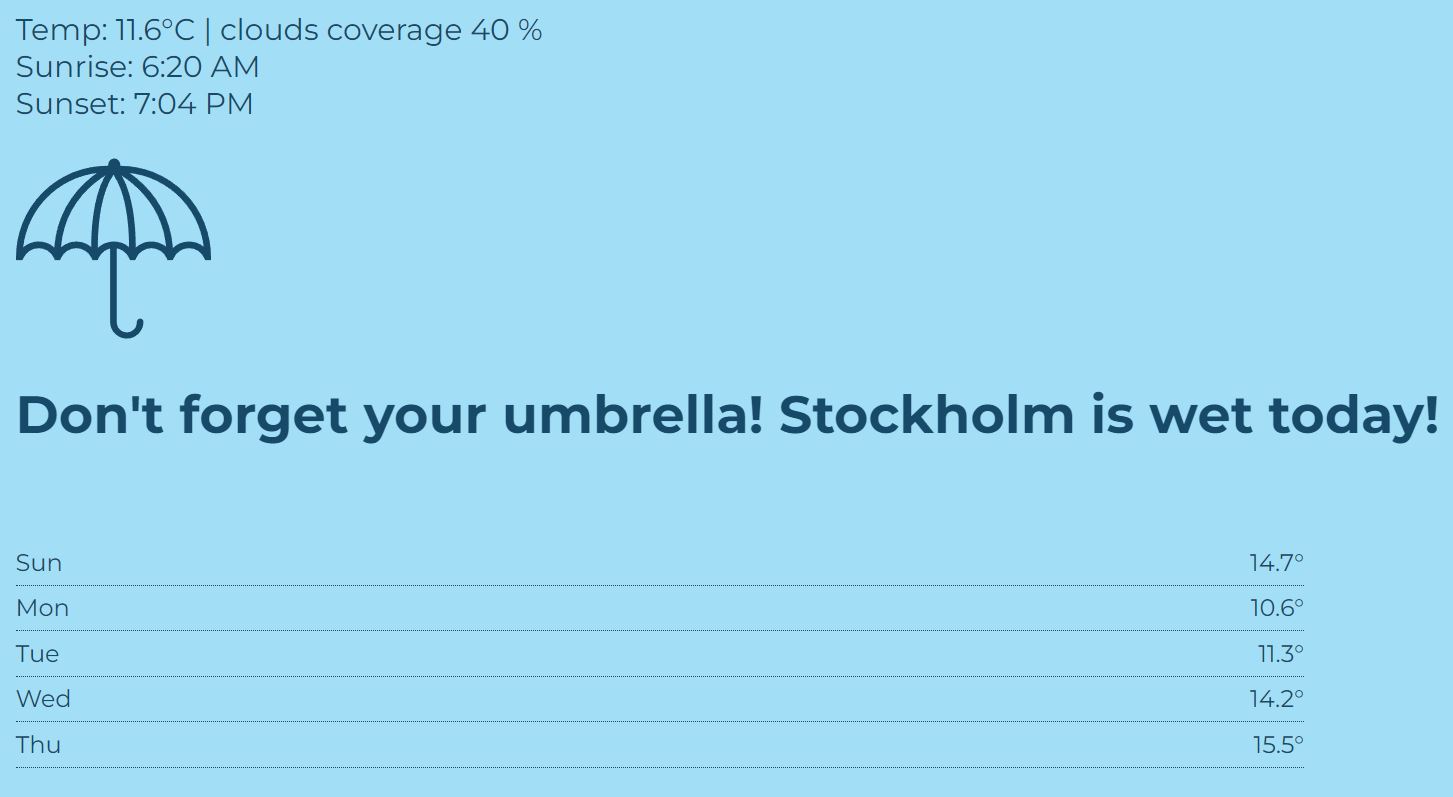 Temp: 11.6°C | clouds coverage 40 %
Sunrise: 6:20 AM
Sunset: 7:04 PM
Don't forget your umbrella! Stockholm is wet today!
Sun 14.7°
Mon 10.6°
Tue 11.3°
Wed 14.2°
Thu 15.5°